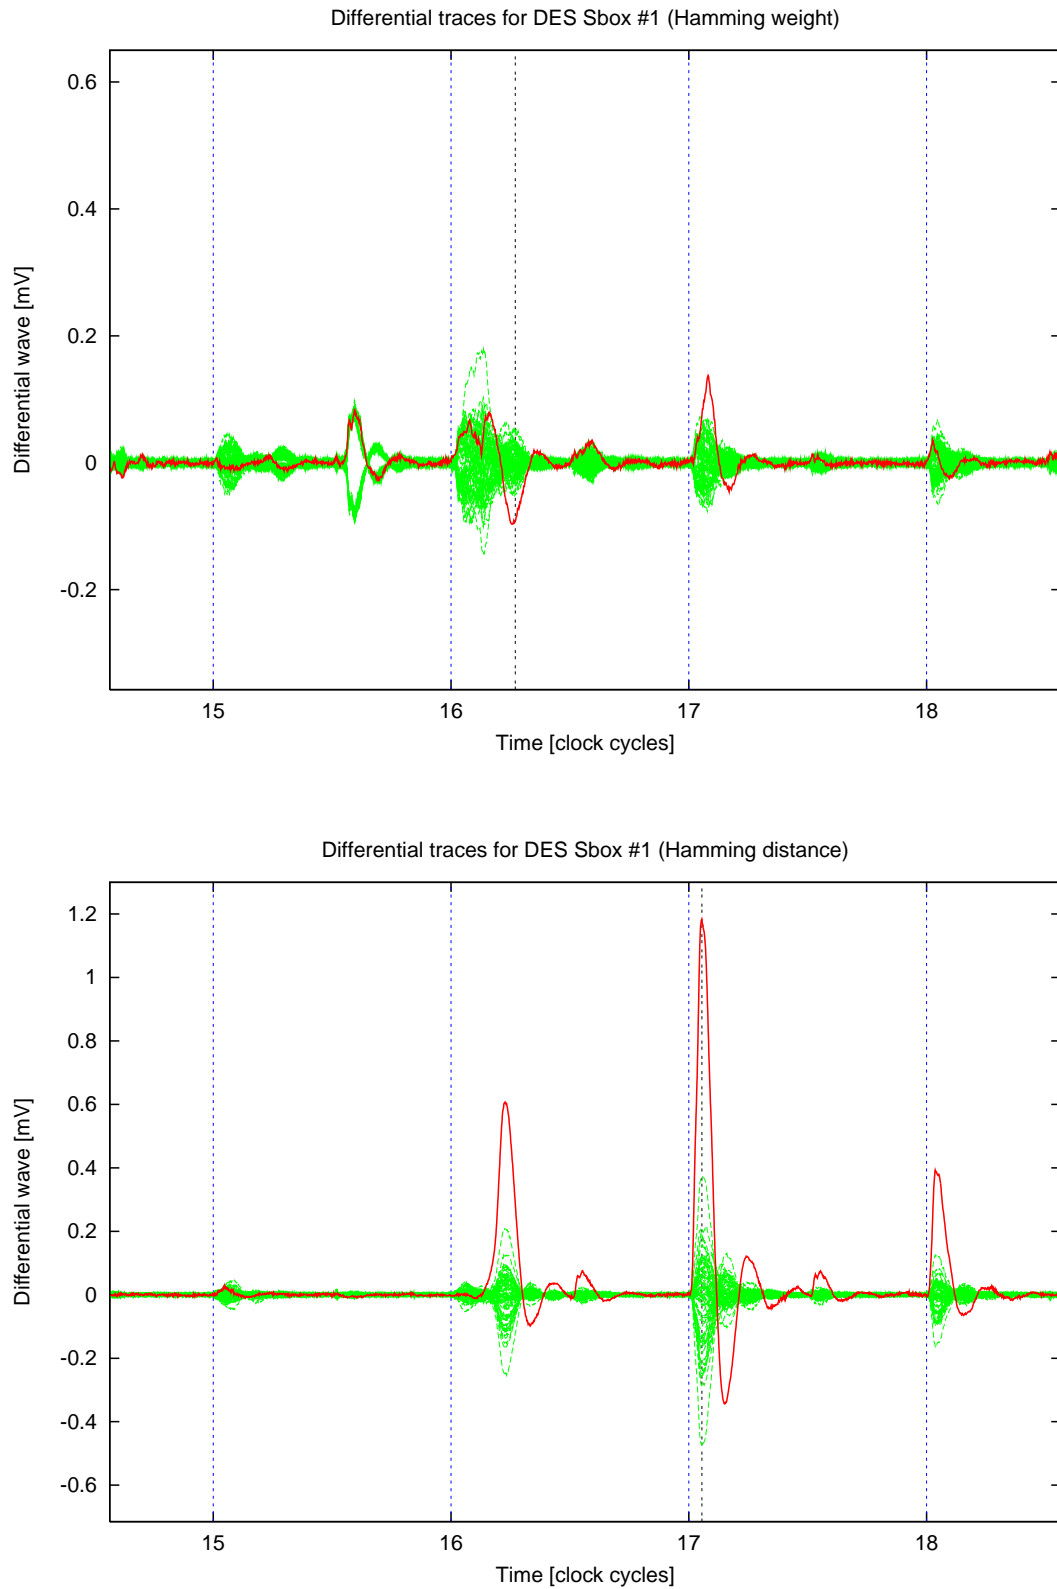 Differential traces for DES Sbox #1 (Hamming weight)
0.6
0.4
0.2
0
-0.2
Differential wave [mV]
15 16 17 18
Time [clock cycles]
Differential traces for DES Sbox #1 (Hamming distance)
1.2
1
0.8
0.6
0.4
0.2
0
-0.2
-0.4
-0.6
Differential wave [mV]
15 16 17 18
Time [clock cycles]